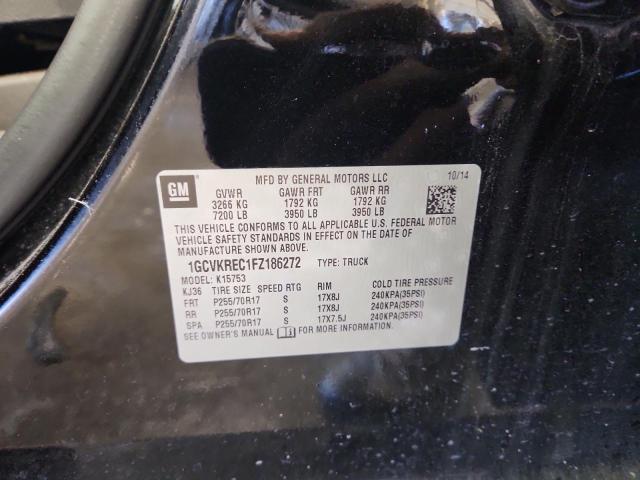 GM
MFD BY GENERAL MOTORS LLC 10/14
GVWR GAWR FRT GAWR RR
3266 KG 1792 KG 1792 KG
7200 LB 3950 LB 3950 LB
THIS VEHICLE CONFORMS TO ALL APPLICABLE U.S. FEDERAL MOTOR
VEHICLE SAFETY STANDARDS IN EFFECT ON THE DATE OF
MANUFACTURE SHOWN ABOVE.
1GCVKREC1FZ186272 TYPE: TRUCK
MODEL: K15753
KJ36 TIRE SIZE SPEED RTG RIM COLD TIRE PRESSURE
FRT P255/70R17 S 17X8J 240KPA(35PSI)
RR P255/70R17 S 17X8J 240KPA(35PSI)
SPA P255/70R17 S 17X7.5J 240KPA(35PSI)
SEE OWNER'S MANUAL FOR MORE INFORMATION.